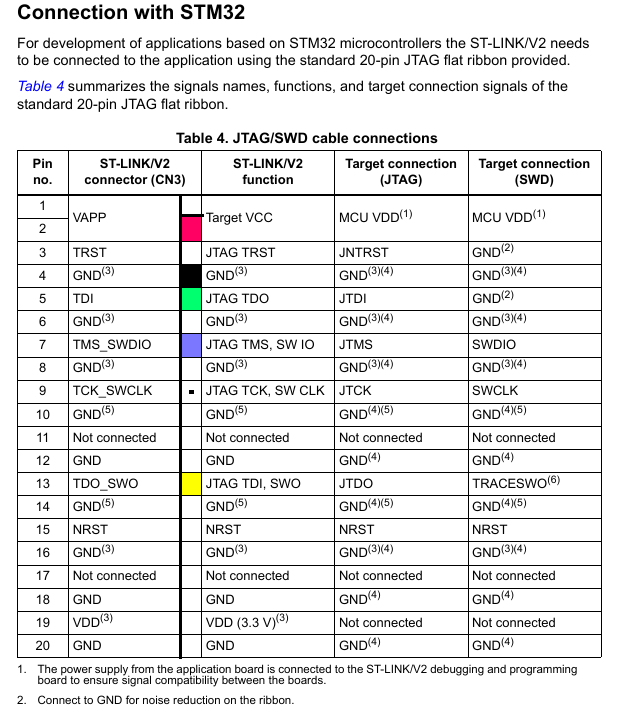 Connection with STM32
For development of applications based on STM32 microcontrollers the ST-LINK/V2 needs
to be connected to the application using the standard 20-pin JTAG flat ribbon provided.
Table 4 summarizes the signals names, functions, and target connection signals of the
standard 20-pin JTAG flat ribbon.
Table 4. JTAG/SWD cable connections
Pin no. ST-LINK/V2 connector (CN3) ST-LINK/V2 function Target connection (JTAG) Target connection (SWD)
1
2 VAPP Target VCC MCU VDD(1) MCU VDD(1)
3 TRST JTAG TRST JNTRST GND(2)
4 GND(3) GND(3) GND(3)(4) GND(3)(4)
5 TDI JTAG TDO JTDI GND(2)
6 GND(3) GND(3) GND(3)(4) GND(3)(4)
7 TMS_SWDIO JTAG TMS, SW IO JTMS SWDIO
8 GND(3) GND(3) GND(3)(4) GND(3)(4)
9 TCK_SWCLK JTAG TCK, SW CLK JTCK SWCLK
10 GND(5) GND(5) GND(4)(5) GND(4)(5)
11 Not connected Not connected Not connected Not connected
12 GND GND GND(4) GND(4)
13 TDO_SWO JTAG TDI, SWO JTDO TRACESWO(6)
14 GND(5) GND(5) GND(4)(5) GND(4)(5)
15 NRST NRST NRST NRST
16 GND(3) GND(3) GND(3)(4) GND(3)(4)
17 Not connected Not connected Not connected Not connected
18 GND GND GND(4) GND(4)
19 VDD(3) VDD (3.3 V)(3) Not connected Not connected
20 GND GND GND(4) GND(4)
1. The power supply from the application board is connected to the ST-LINK/V2 debugging and programming
board to ensure signal compatibility between the boards.
2. Connect to GND for noise reduction on the ribbon.